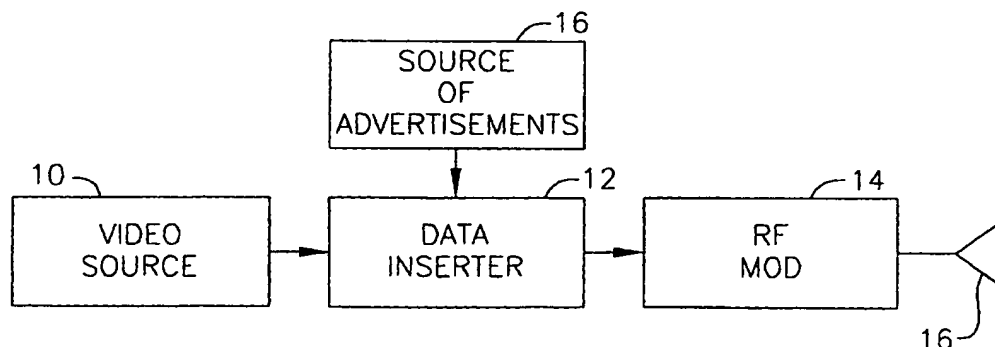 16
SOURCE
OF
ADVERTISEMENTS
10
12
14
VIDEO
SOURCE
DATA
INSERTER
RF
MOD
16